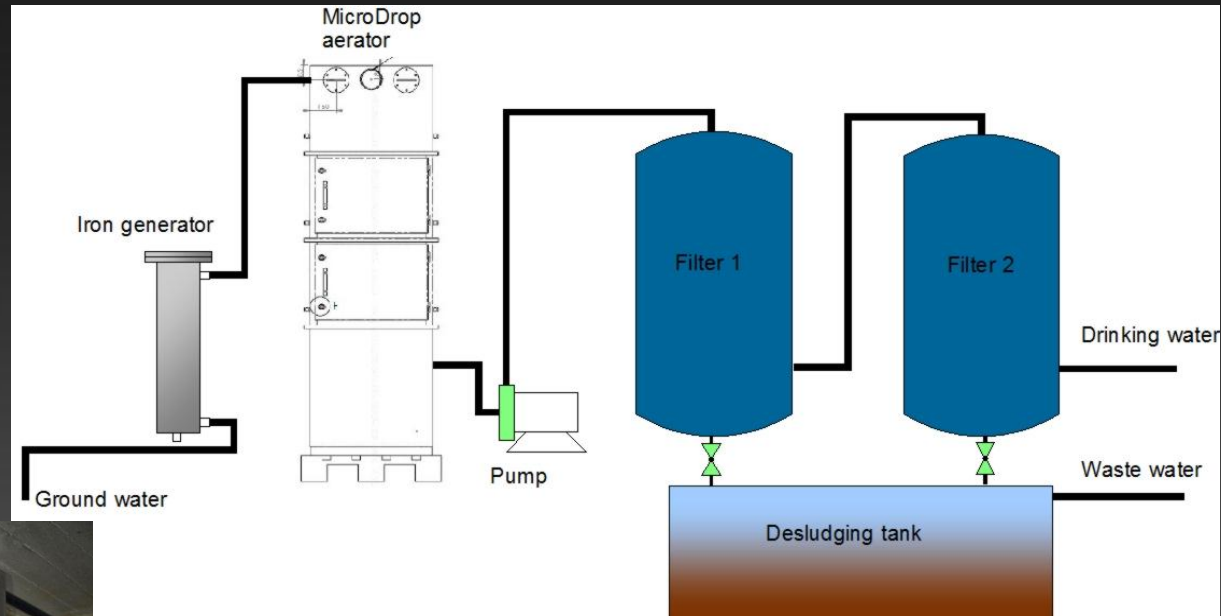 MicroDrop
aerator
Iron generator
Filter 1
Filter 2
Drinking water
Ground water
Pump
Waste water
Desludging tank